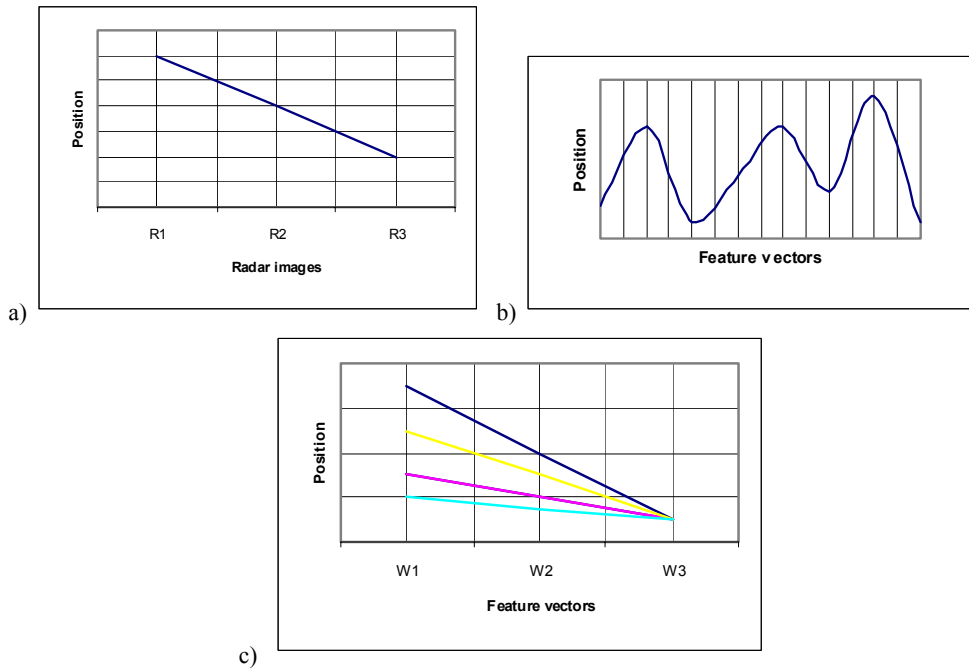 Position
R1 R2 R3
Radar images
a)
Position
Feature vectors
b)
Position
W1 W2 W3
Feature vectors
c)